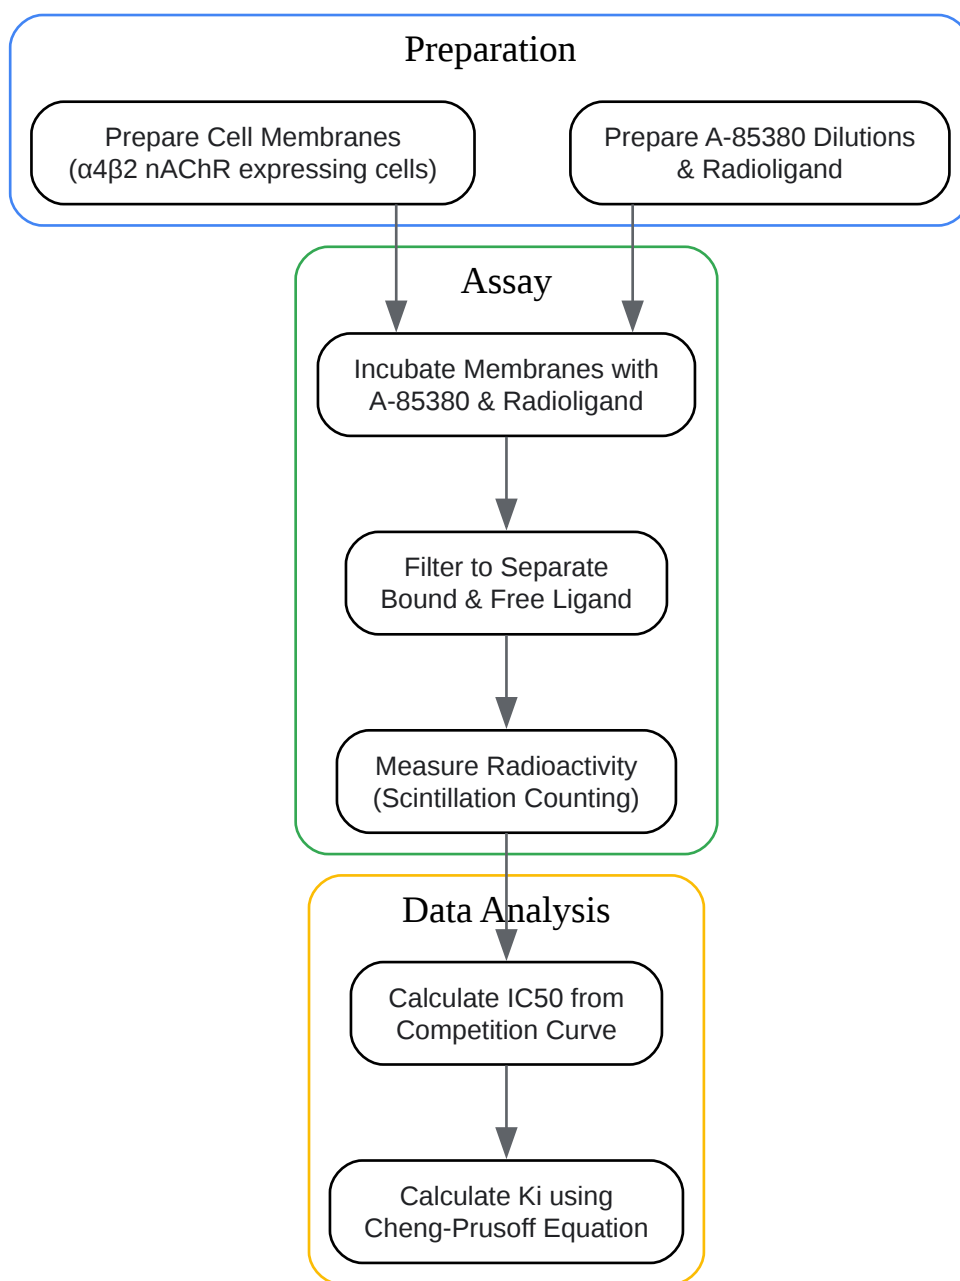 Preparation
Prepare Cell Membranes
(α4β2 nAChR expressing cells)
Prepare A-85380 Dilutions
& Radioligand
Assay
Incubate Membranes with
A-85380 & Radioligand
Filter to Separate
Bound & Free Ligand
Measure Radioactivity
(Scintillation Counting)
Data Analysis
Calculate IC50 from
Competition Curve
Calculate Ki using
Cheng-Prusoff Equation